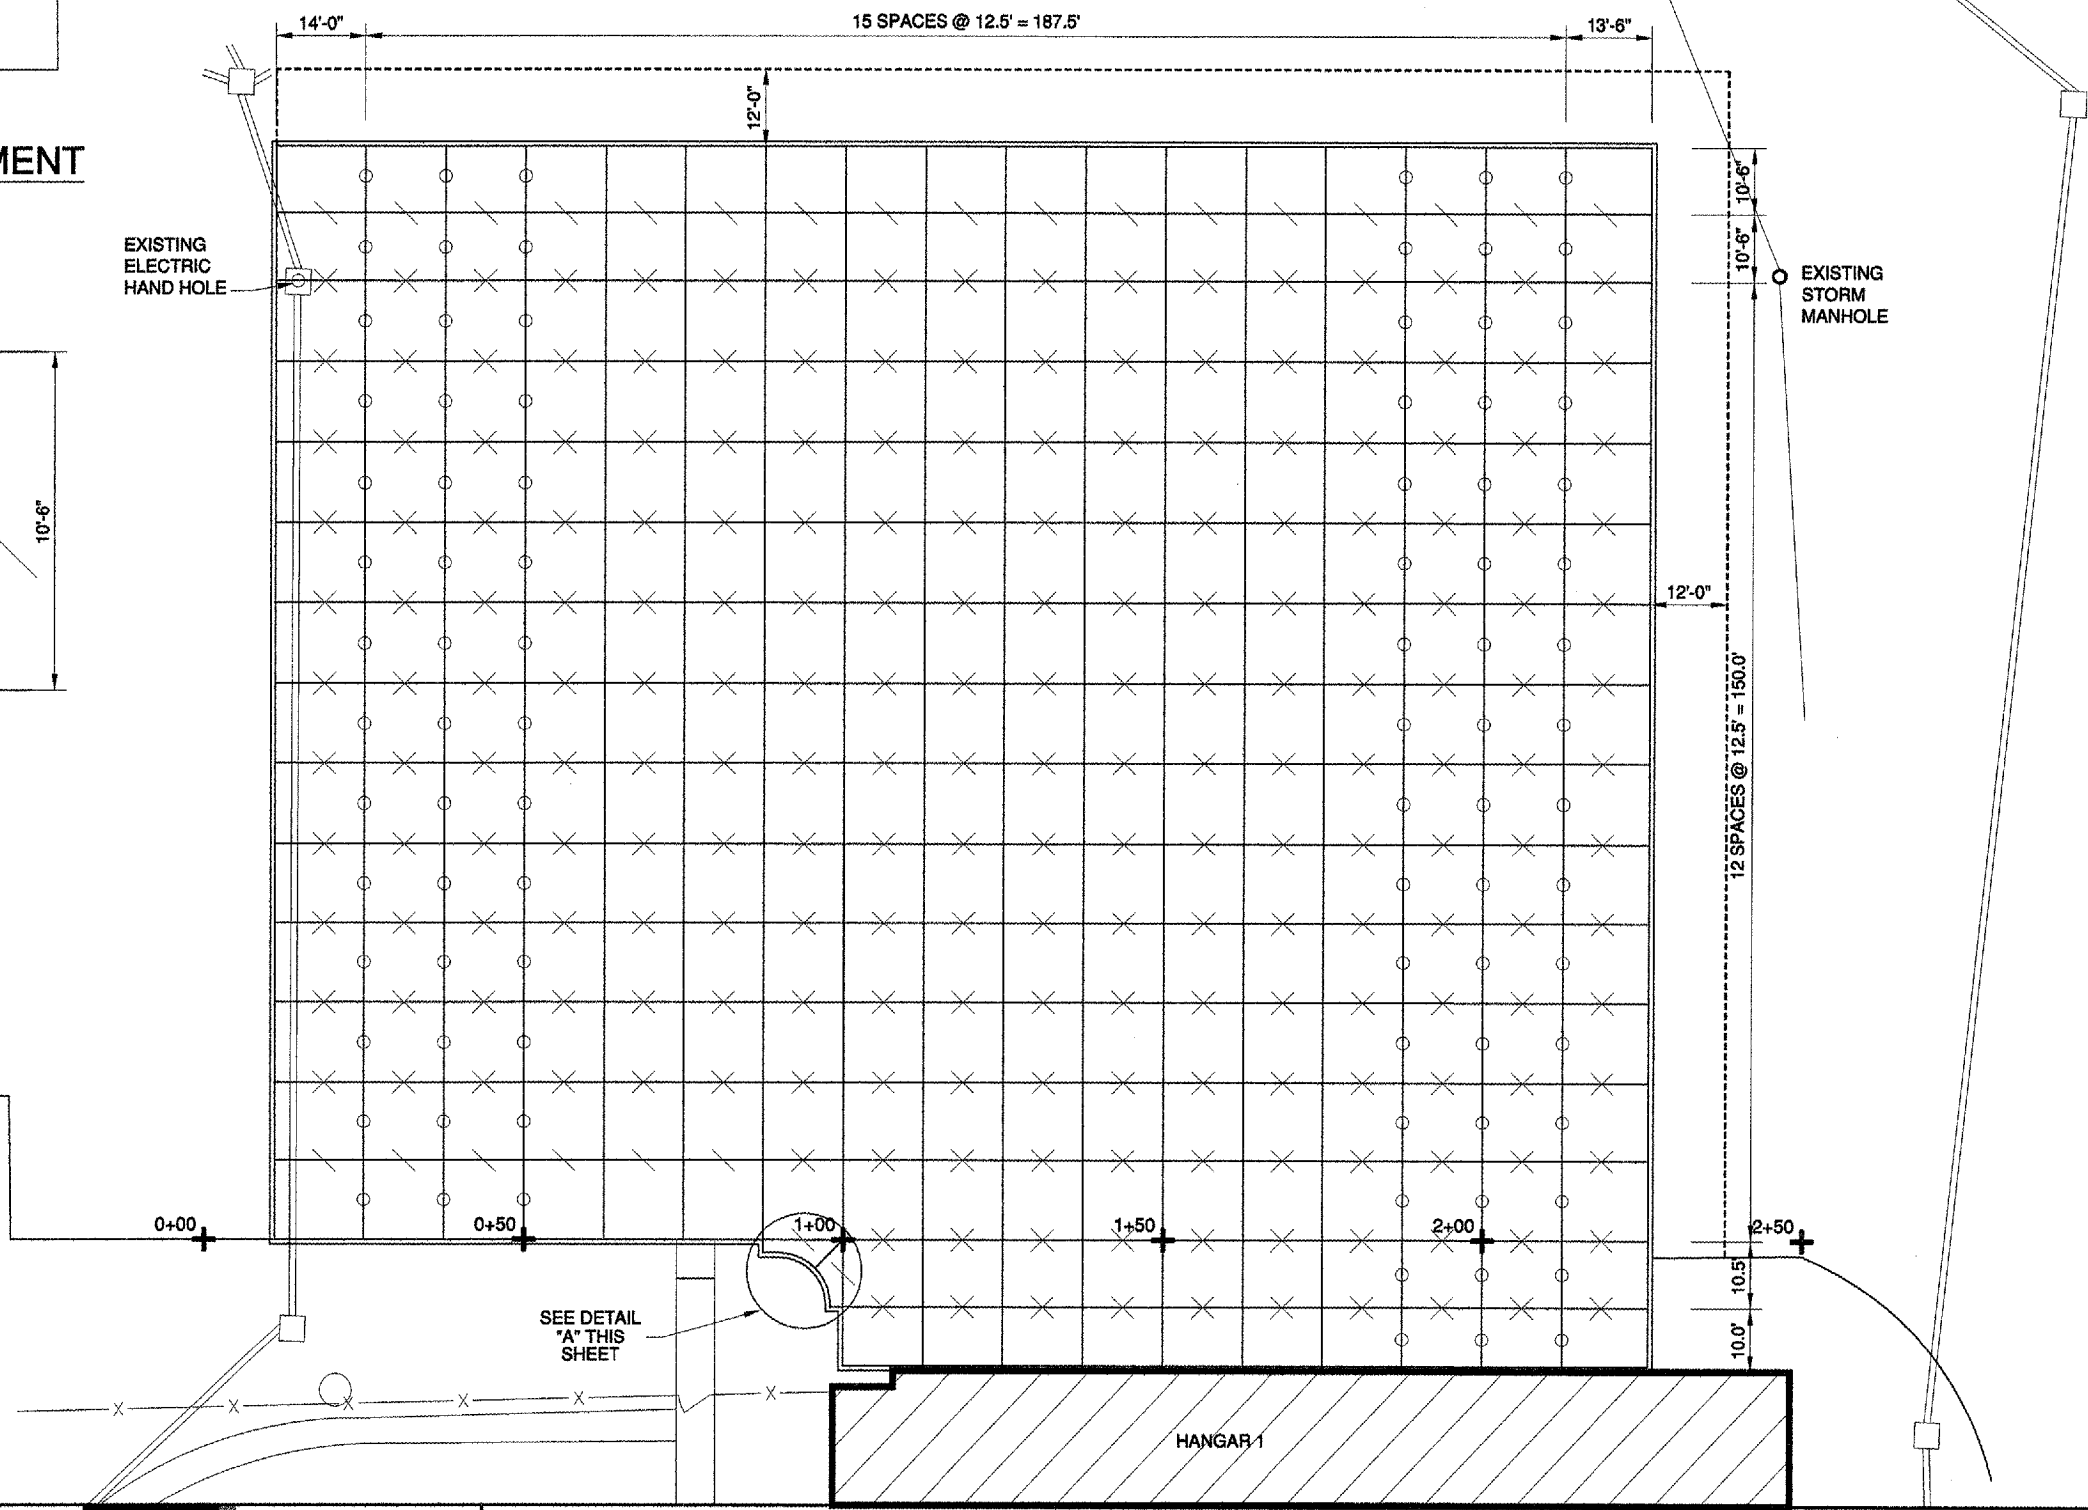 14'-0"
15 SPACES @ 12.5' = 187.5'
13'-6"
12'-0"
MENT
10'-6"
10'-6"
EXISTING
ELECTRIC
HAND HOLE
EXISTING
STORM
MANHOLE
10'-6"
12'-0"
12 SPACES @ 12.5' = 150.0'
0+00
0+50
1+00
1+50
2+00
2+50
10.5'
10.0'
SEE DETAIL
"A" THIS
SHEET
HANGAR 1